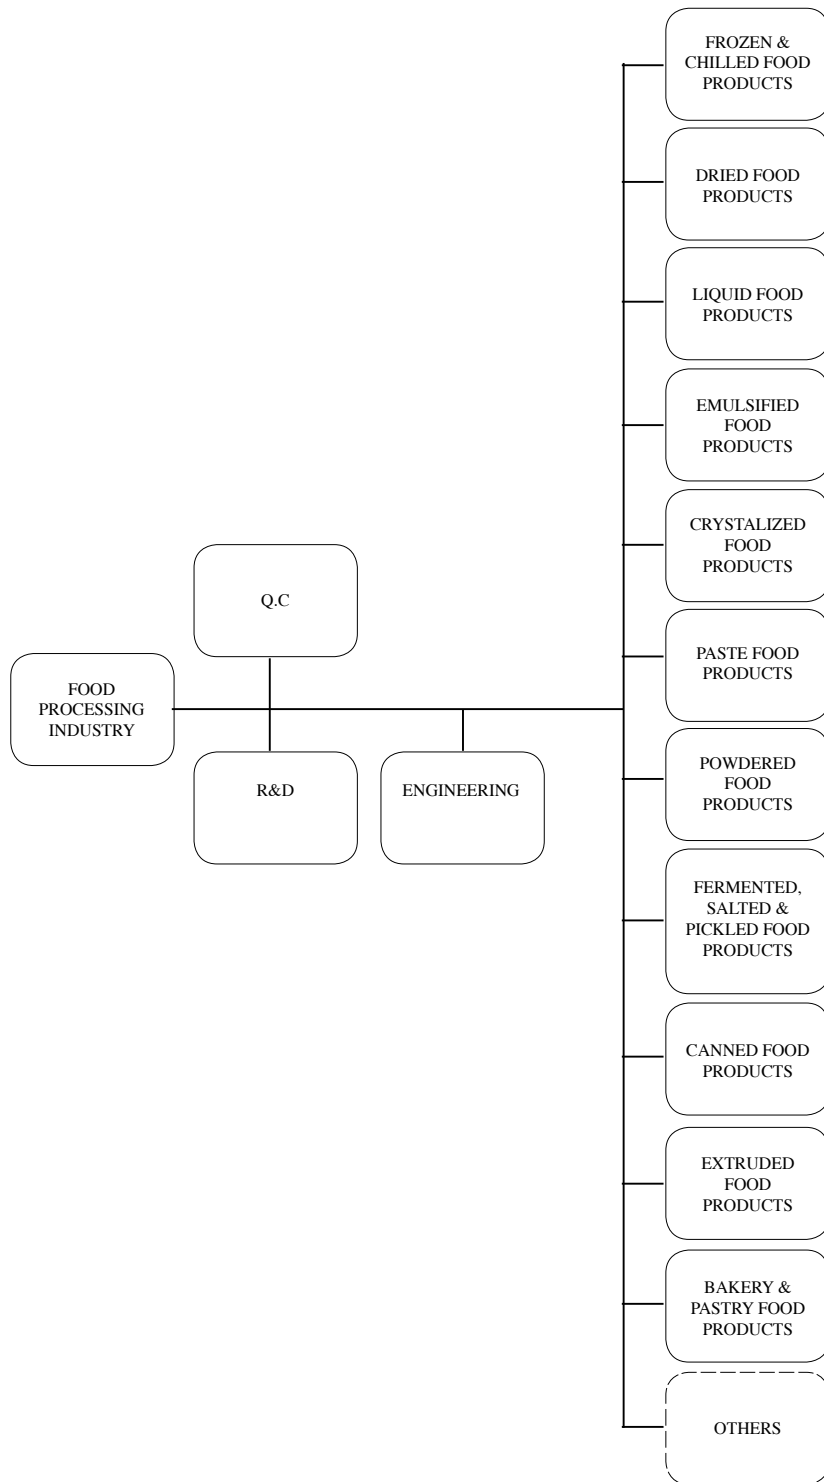 FROZEN &
CHILLED FOOD
PRODUCTS
DRIED FOOD
PRODUCTS
LIQUID FOOD
PRODUCTS
EMULSIFIED
FOOD
PRODUCTS
CRYSTALIZED
FOOD
PRODUCTS
Q.C
FOOD
PROCESSING
INDUSTRY
R&D
ENGINEERING
PASTE FOOD
PRODUCTS
POWDERED
FOOD
PRODUCTS
FERMENTED,
SALTED &
PICKLED FOOD
PRODUCTS
CANNED FOOD
PRODUCTS
EXTRUDED
FOOD
PRODUCTS
BAKERY &
PASTRY FOOD
PRODUCTS
OTHERS